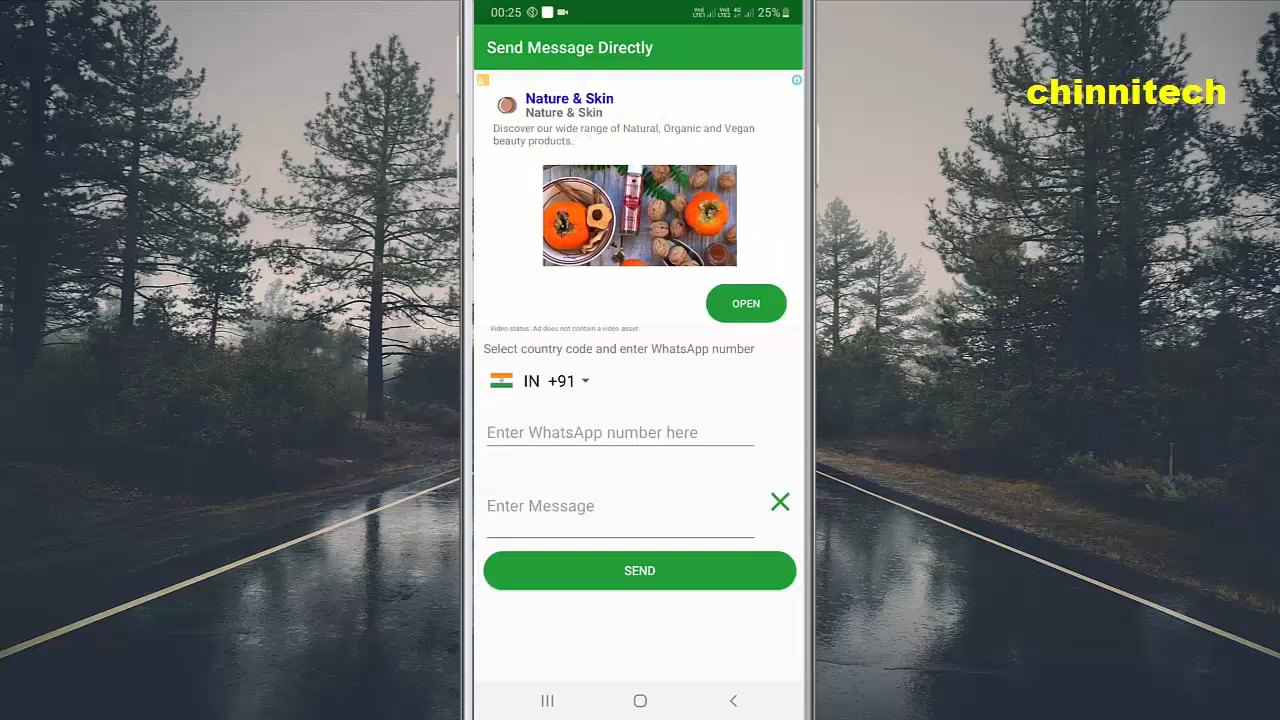 00:25
25%
Send Message Directly
chinnitech
Nature & Skin
Nature & Skin
Discover our wide range of Natural, Organic and Vegan
beauty products.
OPEN
Video status: Ad does not contain a video asset.
Select country code and enter WhatsApp number
IN +91
Enter WhatsApp number here
Enter Message
SEND